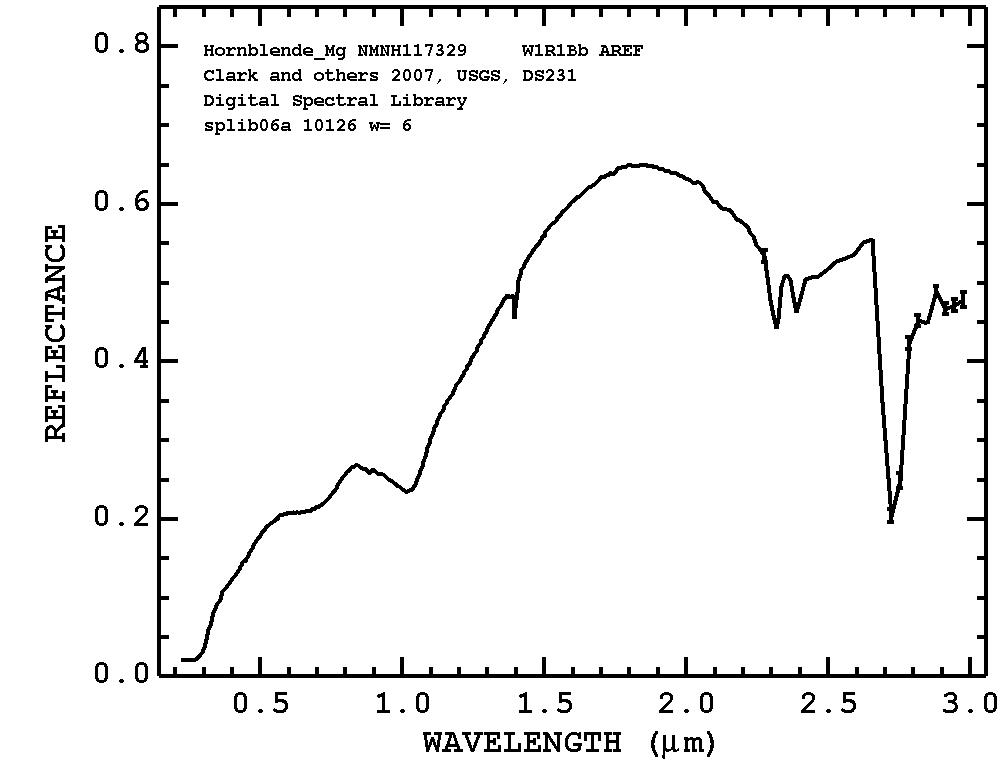 Hornblende_Mg NMNH117329 W1R1Bb AREF
Clark and others 2007, USGS, DS231
Digital Spectral Library
splib06a 10126 w= 6
REFLECTANCE
0.8
0.6
0.4
0.2
0.0
0.5 1.0 1.5 2.0 2.5 3.0
WAVELENGTH (μm)